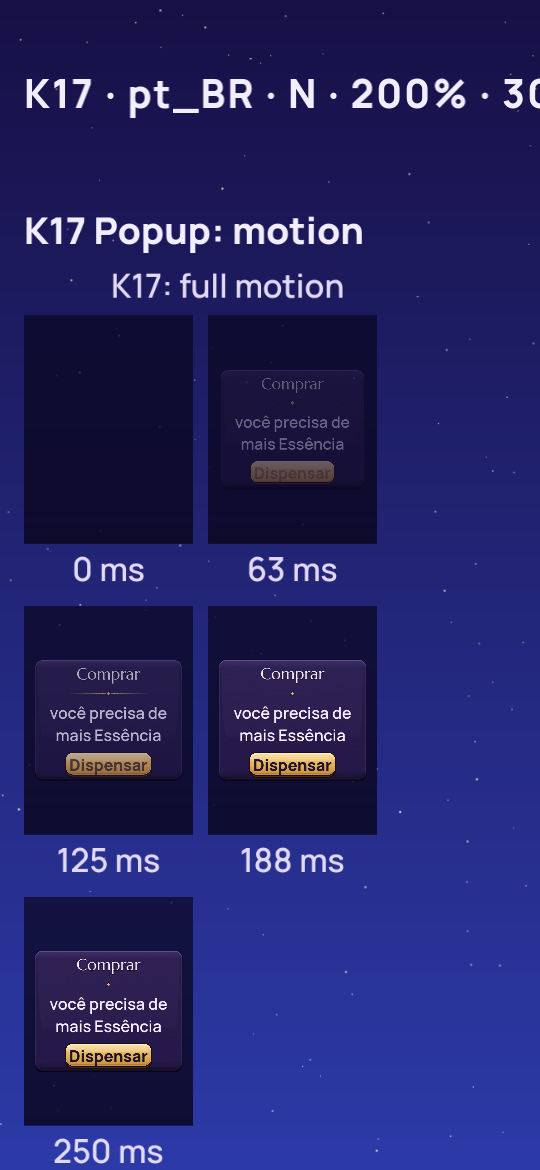 K17 · pt_BR · N · 200% · 30
K17 Popup: motion
K17: full motion
0 ms
Comprar
você precisa de
mais Essência
Dispensar
63 ms
Comprar
você precisa de
mais Essência
Dispensar
125 ms
Comprar
você precisa de
mais Essência
Dispensar
188 ms
Comprar
você precisa de
mais Essência
Dispensar
250 ms